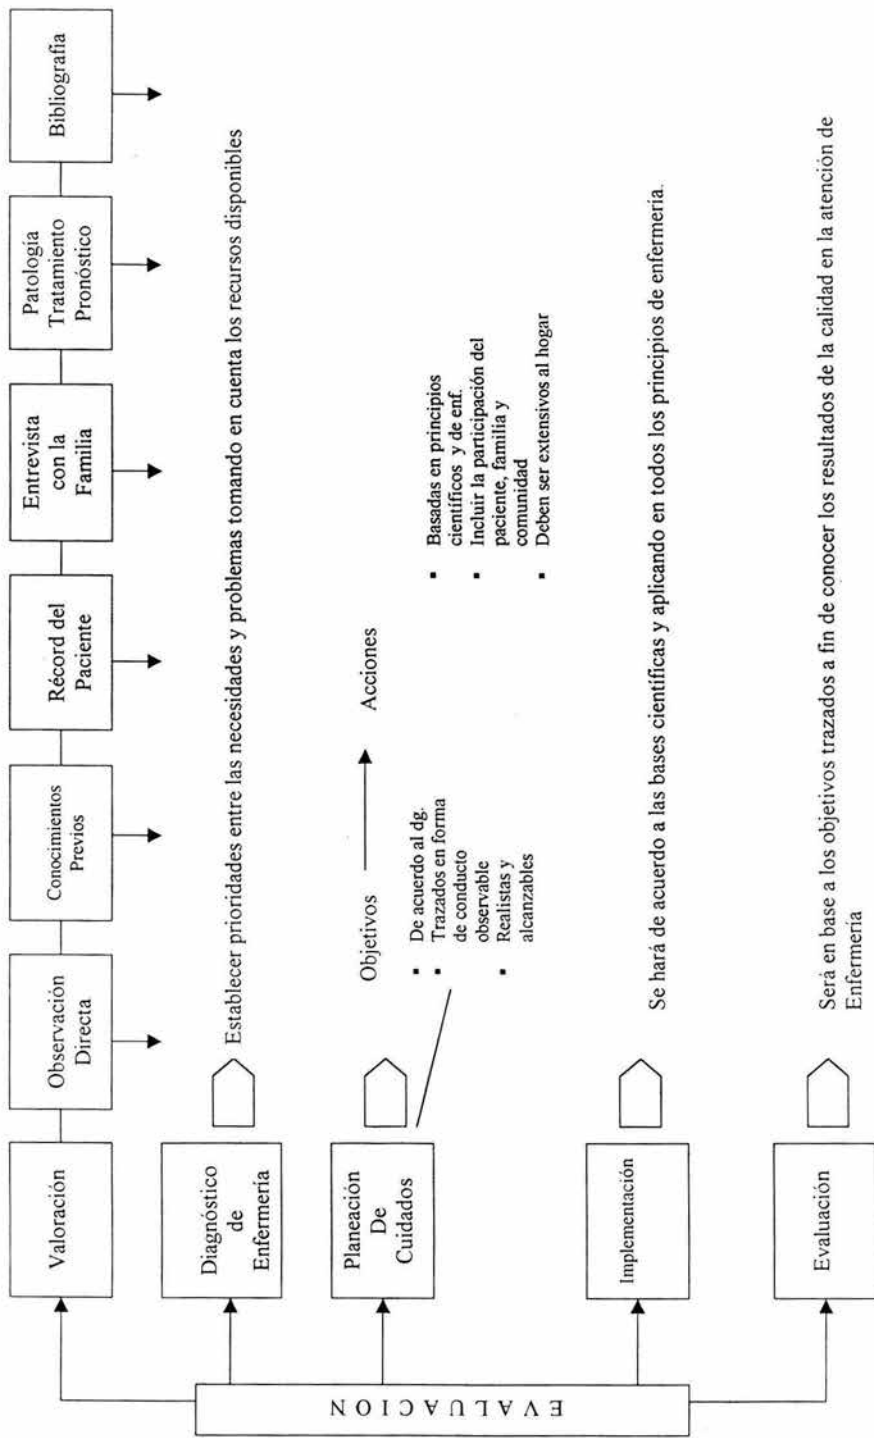 EVALUACION
Valoración
Observación
Directa
Conocimientos
Previos
Récord del
Paciente
Entrevista
con la
Familia
Patología
Tratamiento
Pronóstico
Bibliografía
Diagnóstico
de
Enfermería
Establecer prioridades entre las necesidades y problemas tomando en cuenta los recursos disponibles
Planeación
De
Cuidados
Objetivos
▪ De acuerdo al dg.
▪ Trazados en forma
de conducto
observable
▪ Realistas y
alcanzables
Acciones
▪ Basadas en principios
científicos y de enf.
▪ Incluir la participación del
paciente, familia y
comunidad
▪ Deben ser extensivos al hogar
Implementación
Se hará de acuerdo a las bases científicas y aplicando en todos los principios de enfermería.
Evaluación
Será en base a los objetivos trazados a fin de conocer los resultados de la calidad en la atención de
Enfermería